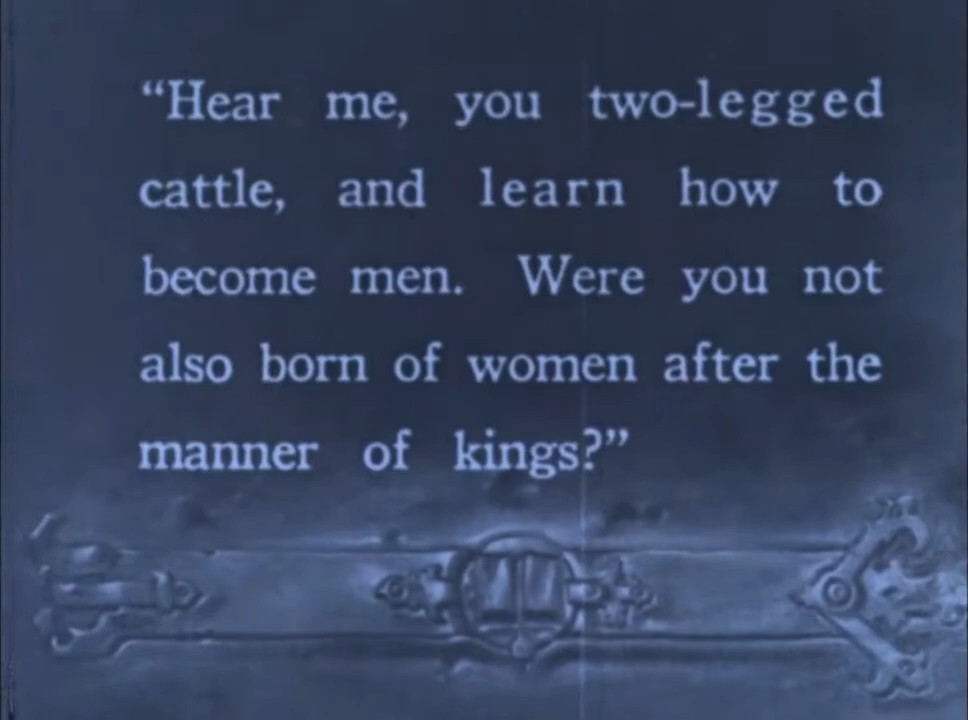 “Hear me, you two-legged
cattle, and learn how to
become men. Were you not
also born of women after the
manner of kings?”